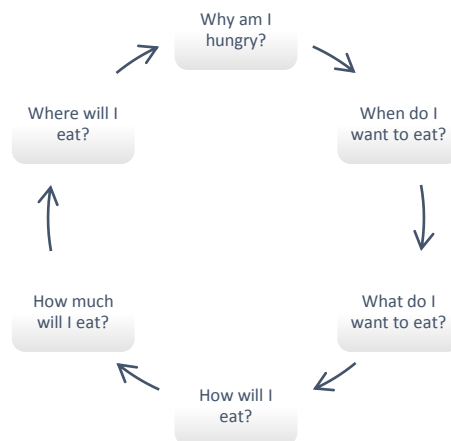 Why am I
hungry?
When do I
want to eat?
What do I
want to eat?
How will I
eat?
How much
will I eat?
Where will I
eat?